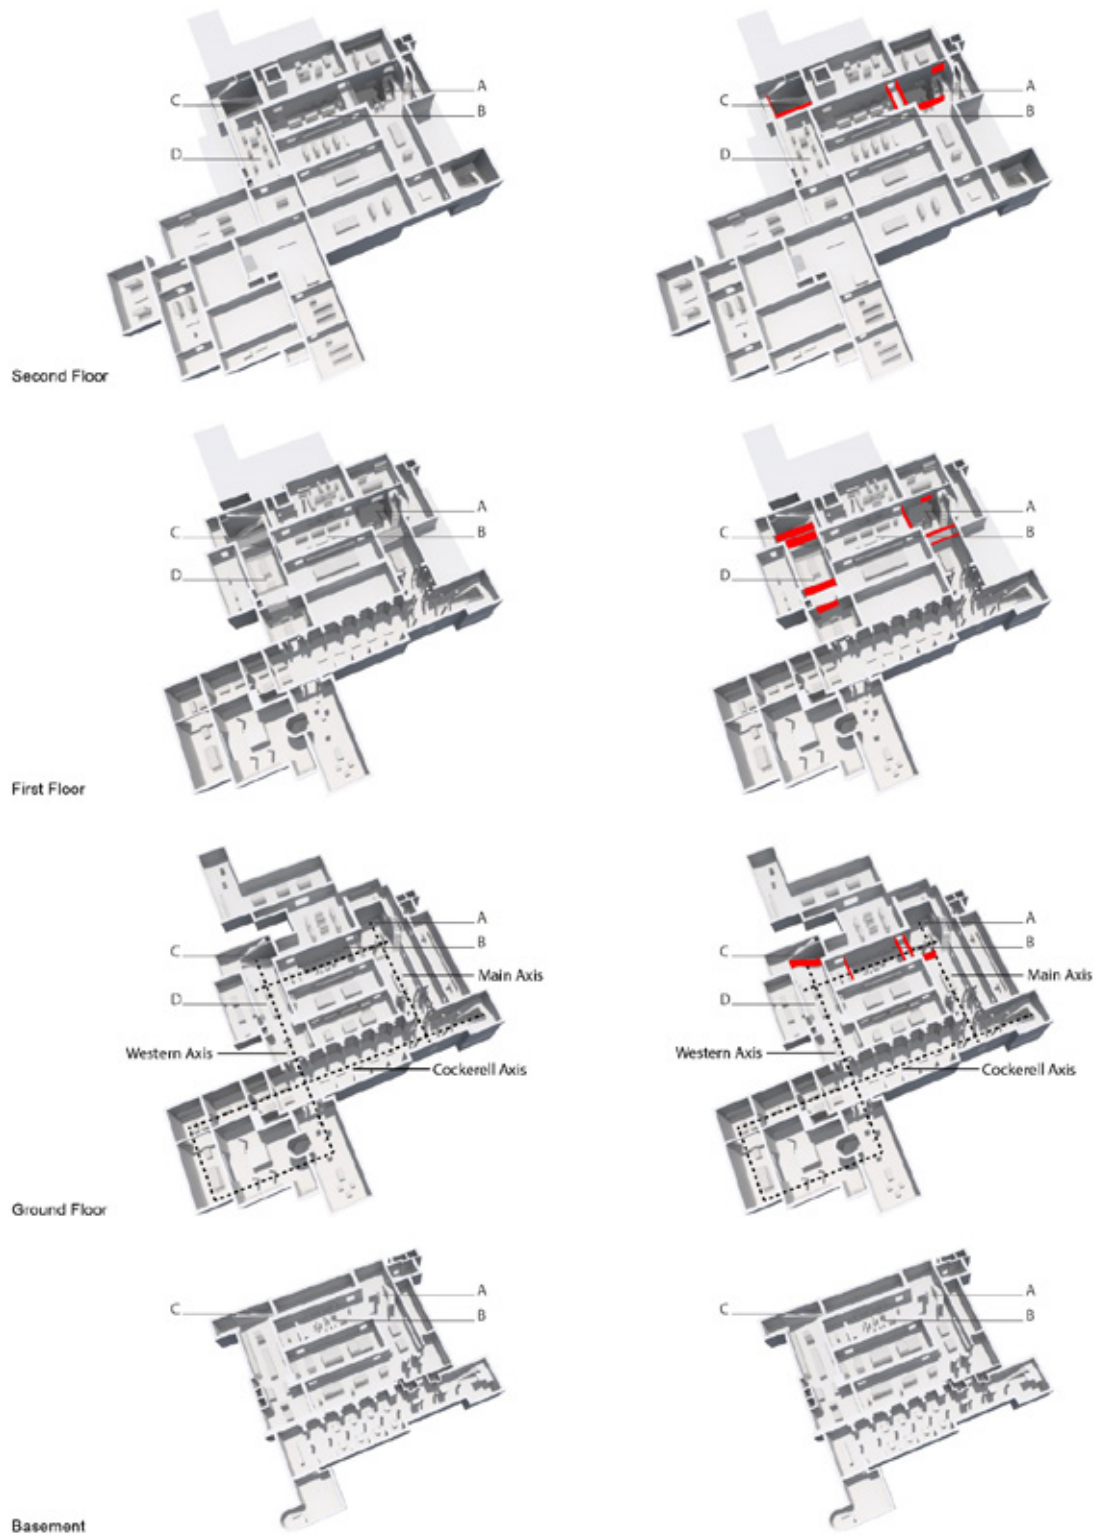 A
A
C
C
B
B
D
D
Second Floor
A
A
C
C
B
B
D
D
First Floor
A
A
C
C
B
B
Main Axis
Main Axis
D
D
Western Axis
Western Axis
Cockerell Axis
Cockerell Axis
Ground Floor
A
A
C
C
B
B
Basement